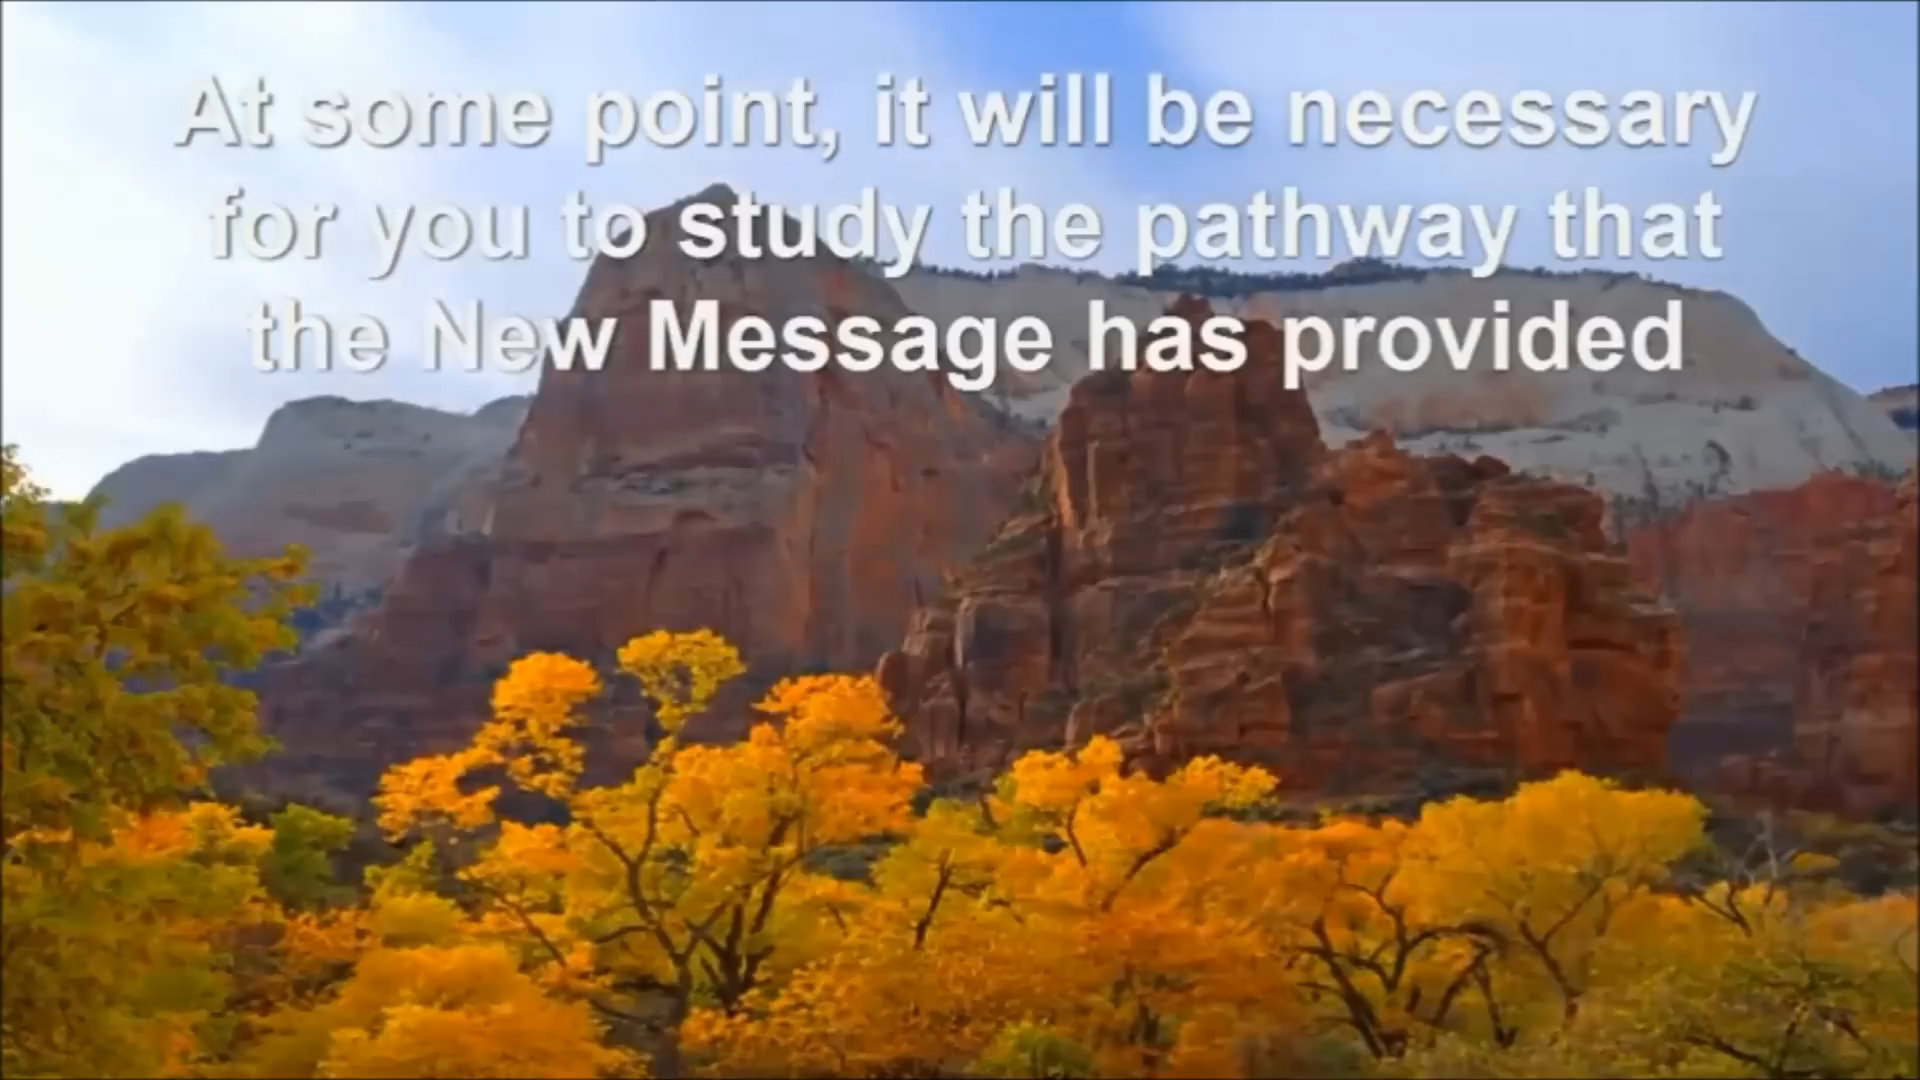 At some point, it will be necessary
for you to study the pathway that
the New Message has provided